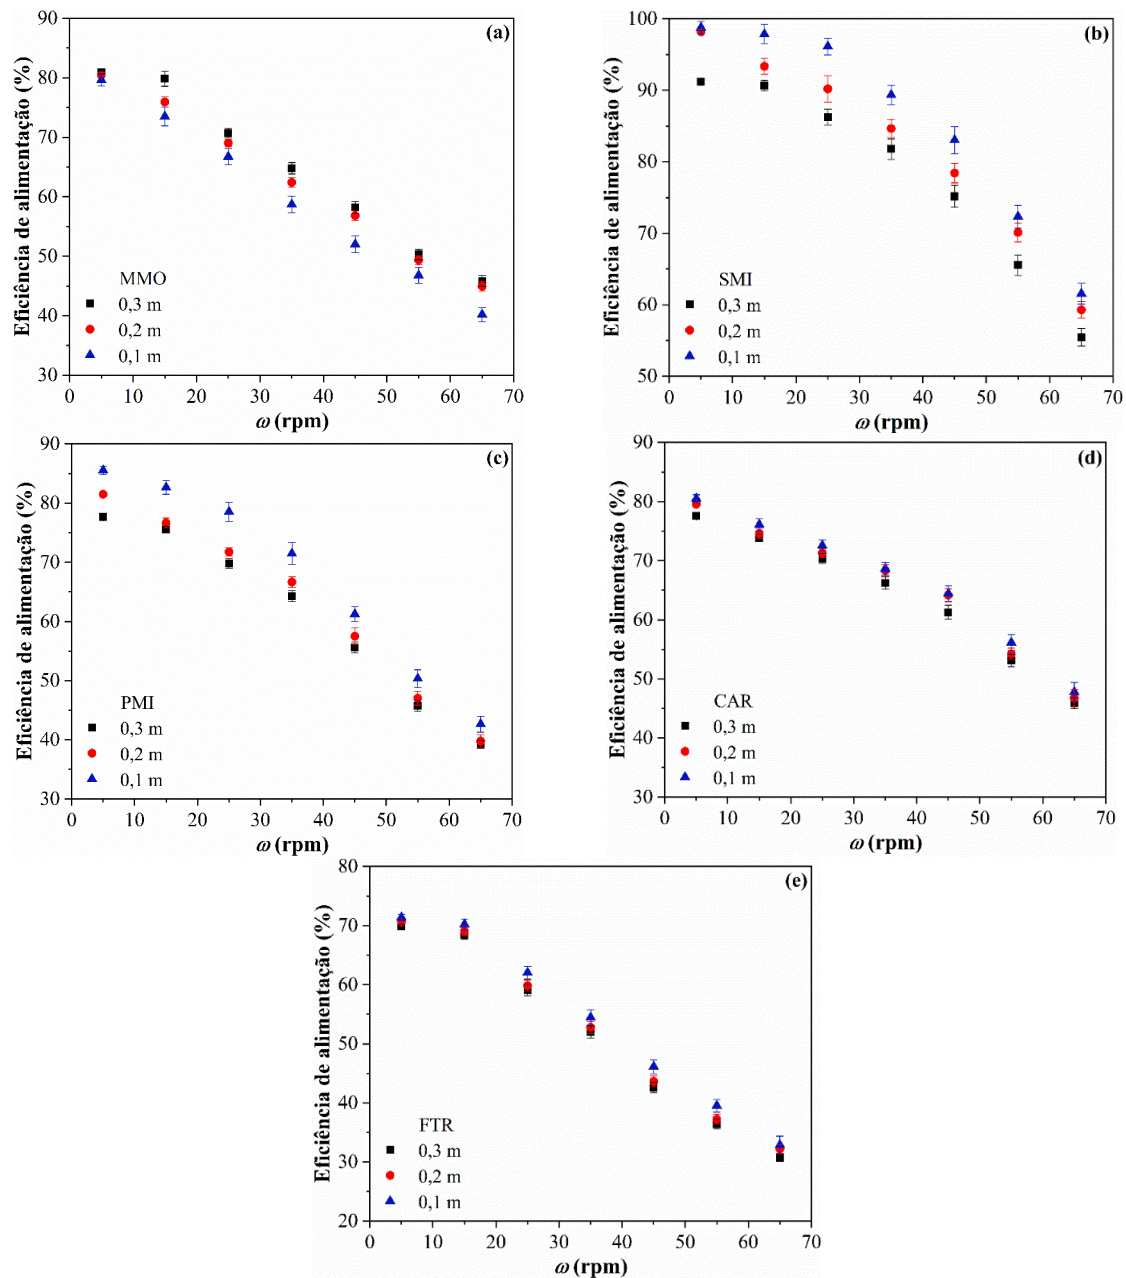 90
80
70
60
50
40
30
Eficiência de alimentação (%)
(a)
MMO
0,3 m
0,2 m
0,1 m
0 10 20 30 40 50 60 70
ω (rpm)
100
90
80
70
60
50
Eficiência de alimentação (%)
(b)
SMI
0,3 m
0,2 m
0,1 m
0 10 20 30 40 50 60 70
ω (rpm)
90
80
70
60
50
40
30
Eficiência de alimentação (%)
(c)
PMI
0,3 m
0,2 m
0,1 m
0 10 20 30 40 50 60 70
ω (rpm)
90
80
70
60
50
40
30
Eficiência de alimentação (%)
(d)
CAR
0,3 m
0,2 m
0,1 m
0 10 20 30 40 50 60 70
ω (rpm)
80
70
60
50
40
30
20
Eficiência de alimentação (%)
(e)
FTR
0,3 m
0,2 m
0,1 m
0 10 20 30 40 50 60 70
ω (rpm)